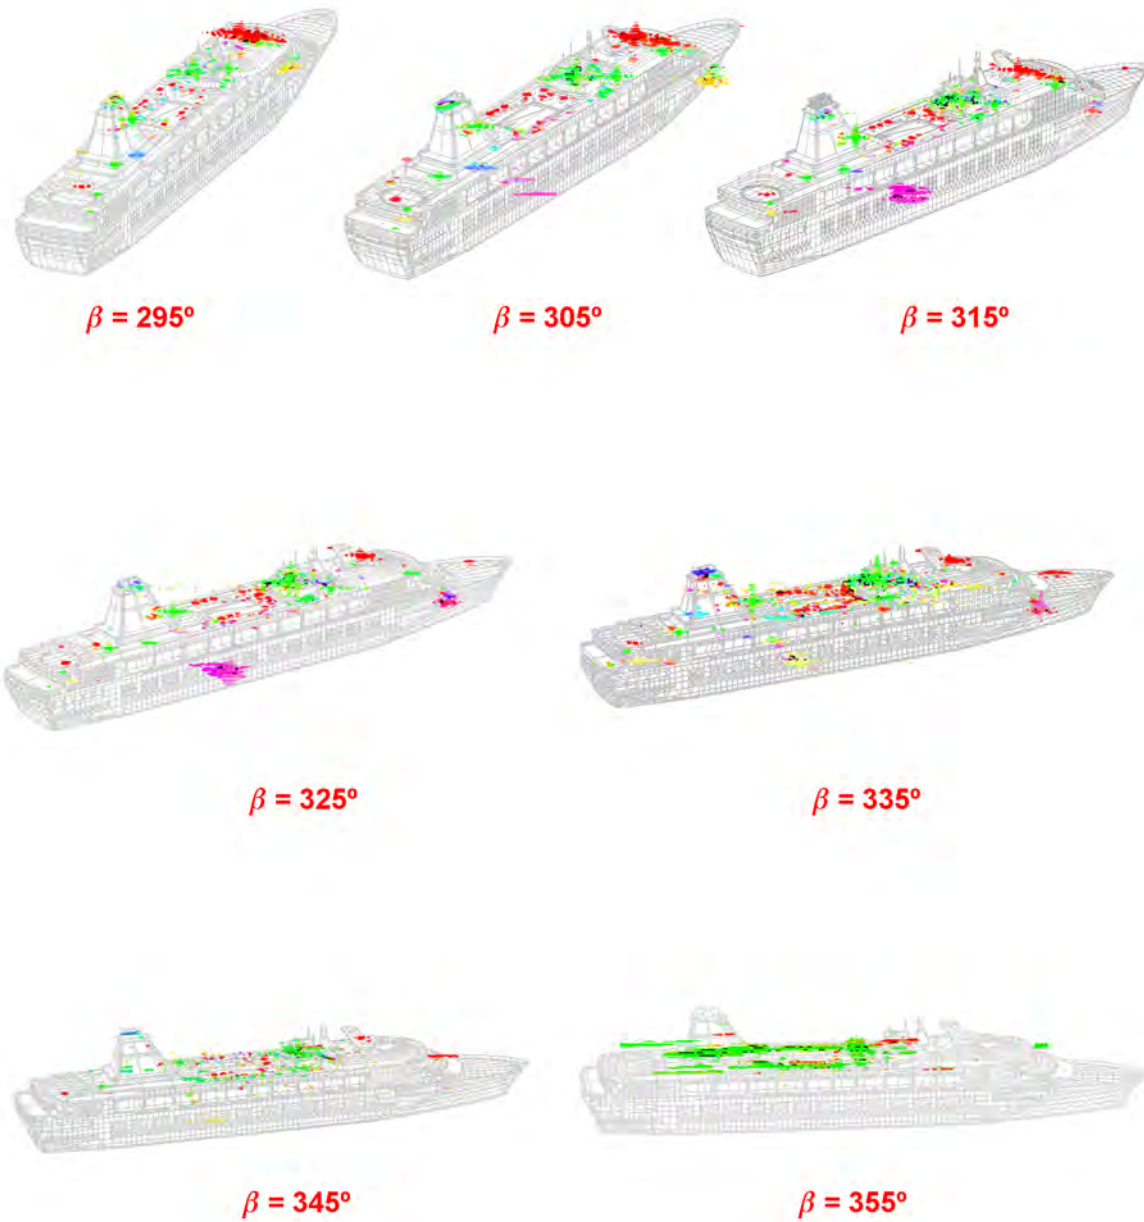 β = 295º
β = 305º
β = 315º
β = 325º
β = 335º
β = 345º
β = 355º